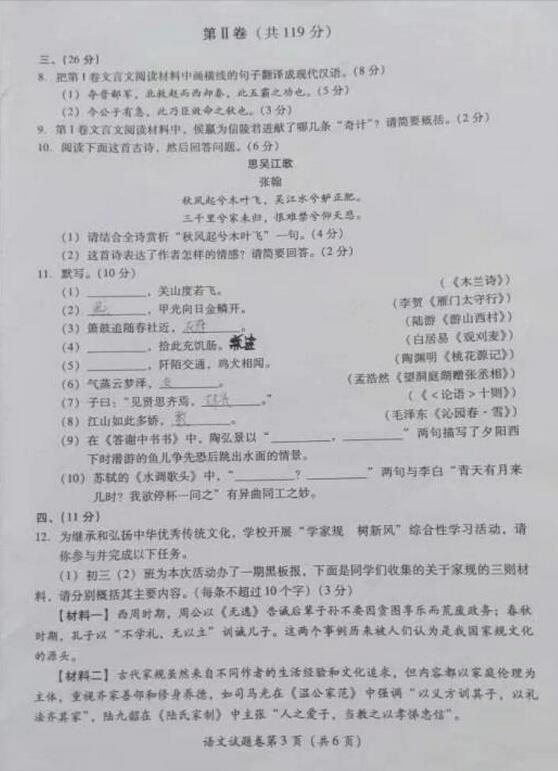 第Ⅱ卷（共119分）
三、(26分)
8. 把第Ⅰ卷文言文阅读材料中画横线的句子翻译成现代汉语。(8分)
（1）夺晋鄙军，北救赵而西却秦，此五霸之功也。(5分)
（2）今公子有急，此乃臣效命之秋也。(3分)
9. 第Ⅰ卷文言文阅读材料中，侯嬴为信陵君进献了哪几条“奇计”？请简要概括。(2分)
10. 阅读下面这首古诗，然后回答问题。(6分)
思吴江歌
张翰
秋风起兮木叶飞，吴江水兮鲈正肥。
三千里兮家未归，恨难禁兮仰天悲。
（1）请结合全诗赏析“秋风起兮木叶飞”一句。(4分)
（2）这首诗表达了作者怎样的情感？请简要回答。(2分)
11. 默写。(10分)
（1）________，关山度若飞。（《木兰诗》）
（2）________，甲光向日金鳞开。（李贺《雁门太守行》）
（3）箫鼓追随春社近，________。（陆游《游山西村》）
（4）________，拾此充饥肠。（白居易《观刈麦》）
（5）________，阡陌交通，鸡犬相闻。（陶渊明《桃花源记》）
（6）气蒸云梦泽，________。（孟浩然《望洞庭湖赠张丞相》）
（7）子曰：“见贤思齐焉，________。”（《<论语>十则》）
（8）江山如此多娇，________。（毛泽东《沁园春·雪》）
（9）在《答谢中书书》中，陶弘景以“________，________”两句描写了夕阳西
下时潜游的鱼儿争先恐后跳出水面的情景。
（10）苏轼的《水调歌头》中，“________？________”两句与李白“青天有月来
几时？我欲停杯一问之”有异曲同工之妙。
四、(11分)
12. 为继承和弘扬中华优秀传统文化，学校开展“学家规 树新风”综合性学习活动，请
你参与并完成以下任务。
（1）初三（2）班为本次活动办了一期黑板报，下面是同学们收集的关于家规的三则材
料，请分别概括其主要内容。(每条不超过10个字)(3分)
【材料一】西周时期，周公以《无逸》告诫后辈子孙不要因贪图享乐而荒废政务；春秋
时期，孔子以“不学礼，无以立”训诫儿子。这两个事例历来被人们认为是我国家规文化
的源头。
【材料二】古代家规虽然来自不同作者的生活经验和文化追求，但内容都以家庭伦理为
主体，重视齐家善邻和修身养德，如司马光在《温公家范》中强调“以义方训其子，以礼
法齐其家”，陆九韶在《陆氏家制》中主张“人之爱子，当教之以孝悌忠信”。
语文试题卷第3页（共6页）